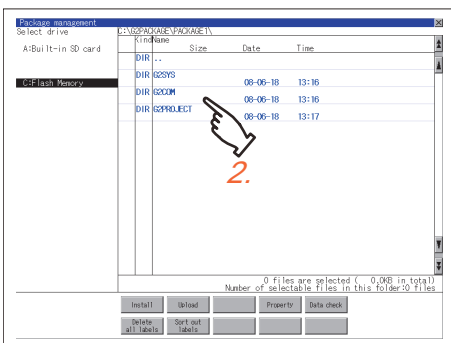 Package management
Select drive
C:\G2PACKAGE\PACKAGE1\
Kind Name
Size Date Time
A:Built-in SD card
C:Flash Memory
DIR ..
DIR G2SYS
08-06-18 13:16
DIR G2COM
08-06-18 13:16
DIR G2PROJECT
08-06-18 13:17
2.
0 files are selected ( 0.0KB in total)
Number of selectable files in this folder:0 files
Install Upload Property Data check
Delete all labels Sort out labels